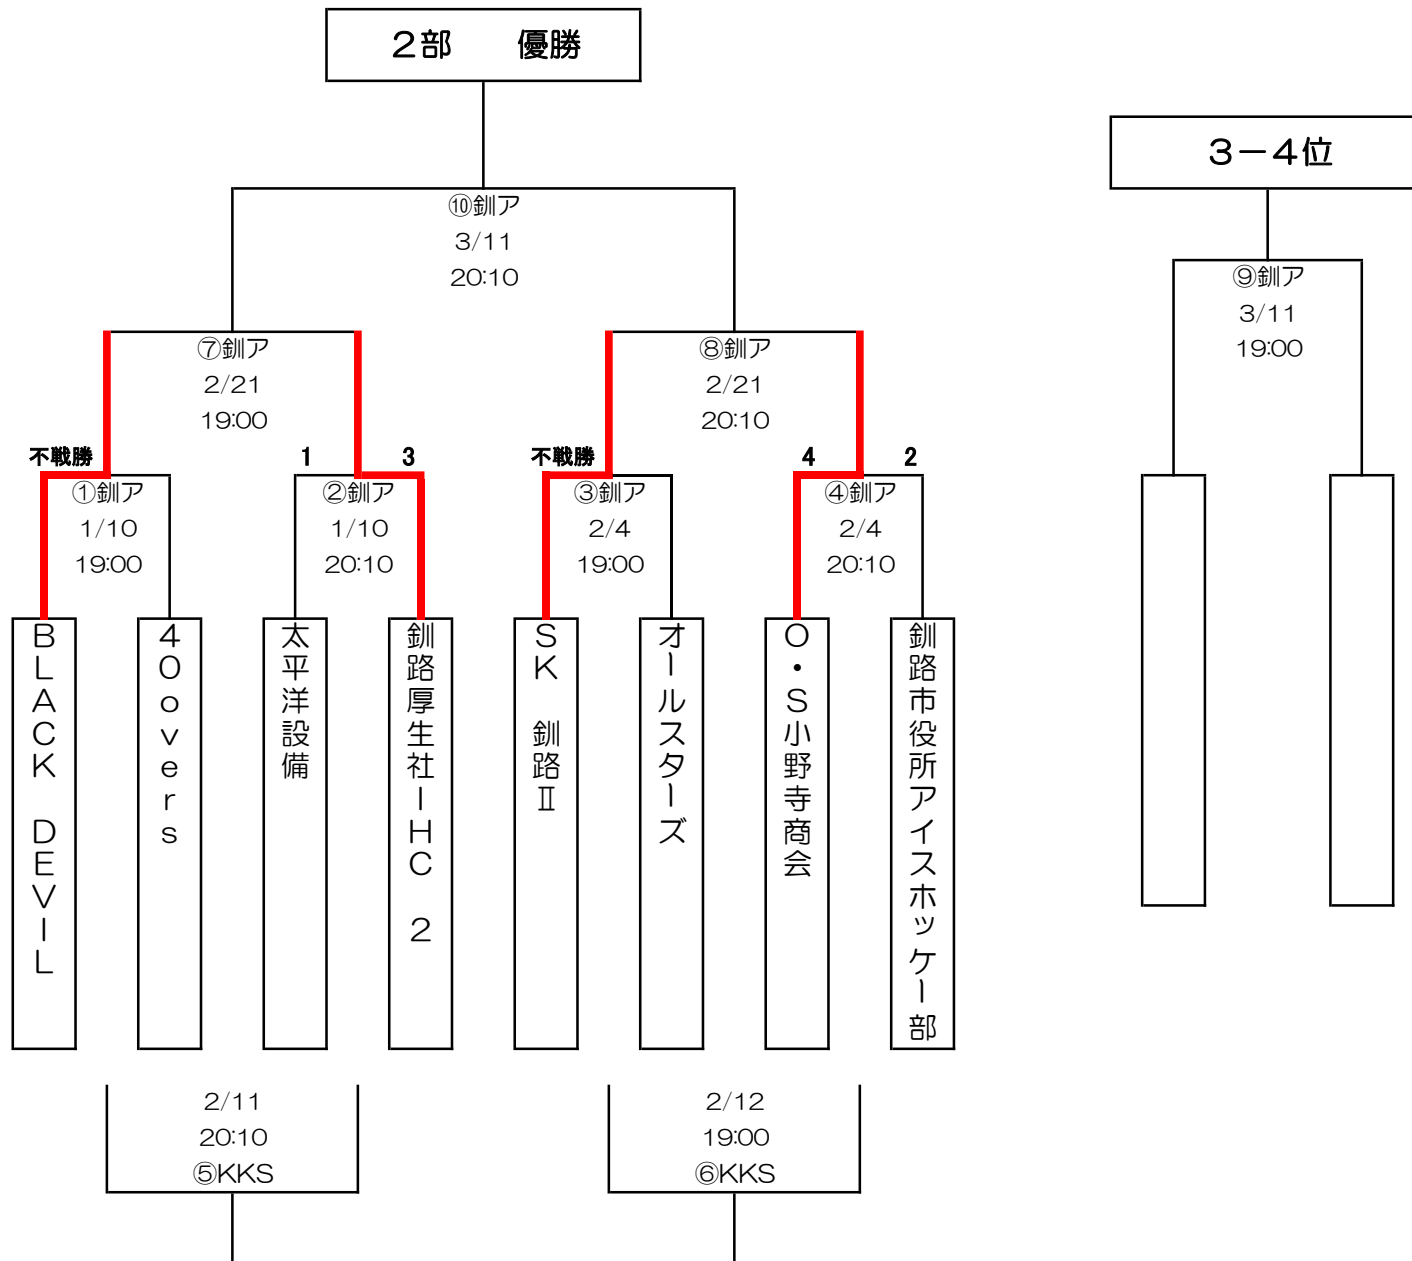 ２部　　優勝
３－４位
⑩釧ア
3/11
20:10
⑨釧ア
3/11
19:00
⑦釧ア
2/21
19:00
⑧釧ア
2/21
20:10
不戦勝
1
3
不戦勝
4
2
①釧ア
1/10
19:00
②釧ア
1/10
20:10
③釧ア
2/4
19:00
④釧ア
2/4
20:10
ＢＬＡＣＫ　ＤＥＶＩＬ
４０ｏｖｅｒｓ
太平洋設備
釧路厚生社ＩＨＣ　２
ＳＫ　釧路Ⅱ
オールスターズ
Ｏ・Ｓ小野寺商会
釧路市役所アイスホッケー部
2/11
20:10
⑤KKS
2/12
19:00
⑥KKS